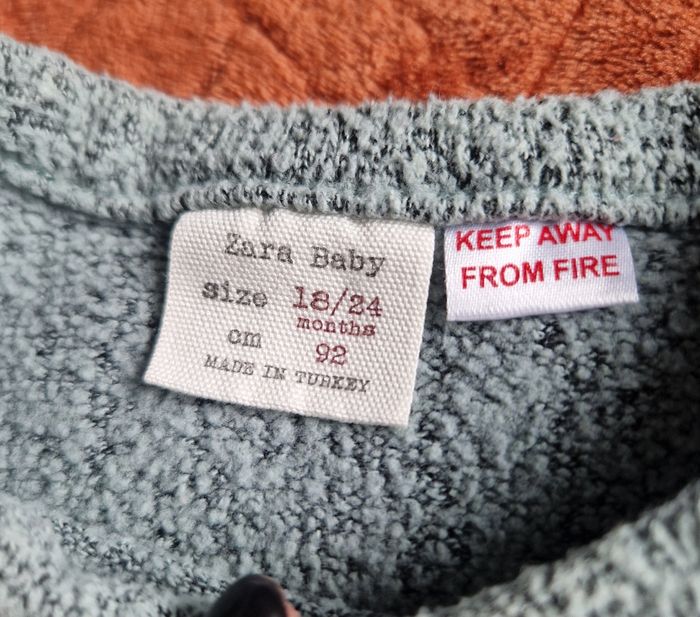 Zara Baby
size 18/24
months
cm 92
MADE IN TURKEY
KEEP AWAY
FROM FIRE